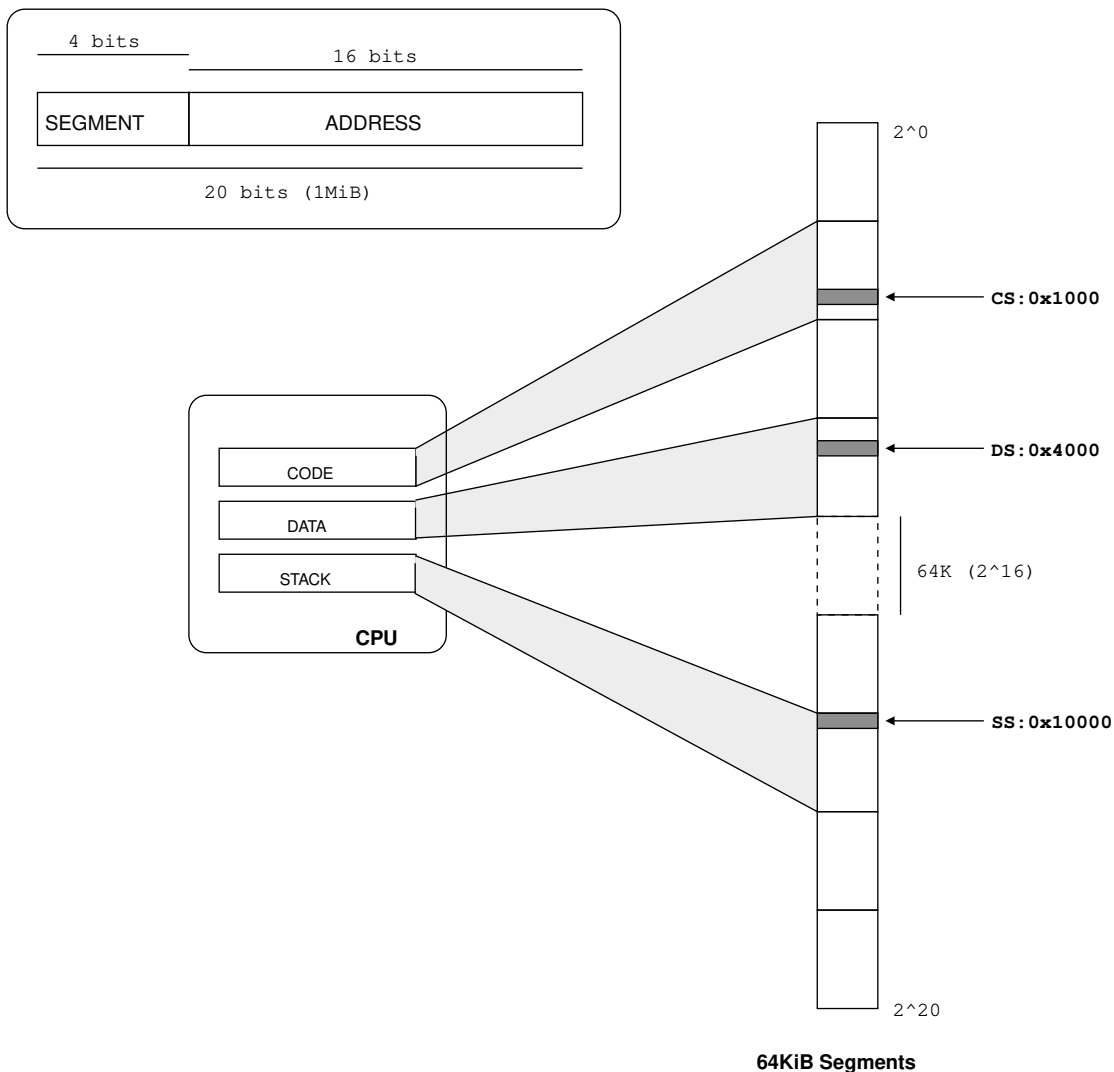 4 bits
16 bits
SEGMENT
ADDRESS
20 bits (1MiB)
2^0
CS:0x1000
CODE
DS:0x4000
DATA
64K (2^16)
STACK
CPU
SS:0x10000
2^20
64KiB Segments